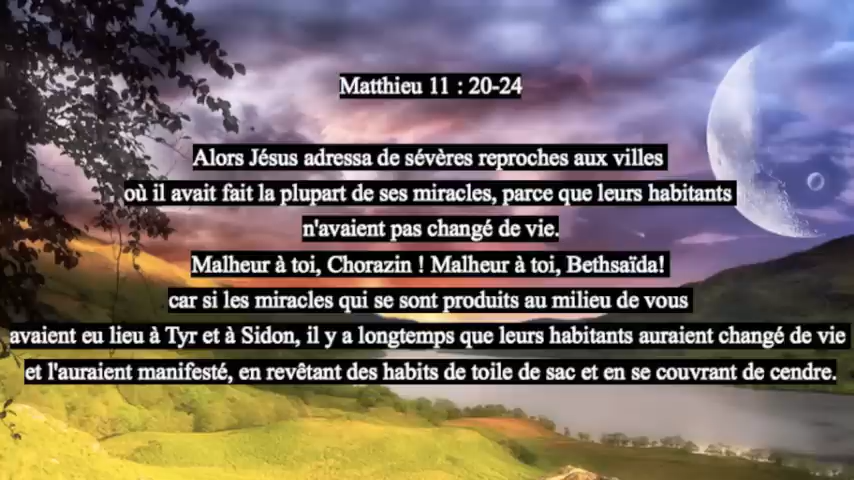 Matthieu 11 : 20-24
Alors Jésus adressa de sévères reproches aux villes
où il avait fait la plupart de ses miracles, parce que leurs habitants
n'avaient pas changé de vie.
Malheur à toi, Chorazin ! Malheur à toi, Bethsaïda!
car si les miracles qui se sont produits au milieu de vous
avaient eu lieu à Tyr et à Sidon, il y a longtemps que leurs habitants auraient changé de vie
et l'auraient manifesté, en revêtant des habits de toile de sac et en se couvrant de cendre.